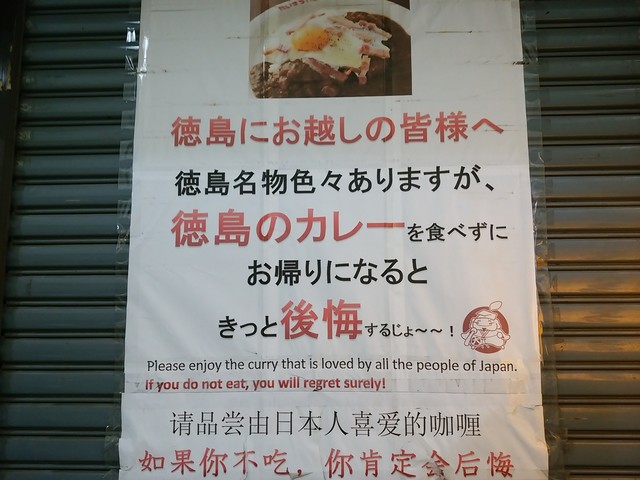 徳島にお越しの皆様へ
徳島名物色々ありますが、
徳島のカレーを食べずに
お帰りになると
きっと後悔するじょ～～！
Please enjoy the curry that is loved by all the people of Japan.
If you do not eat, you will regret surely!
请品尝由日本人喜爱的咖喱
如果你不吃，你肯定会后悔